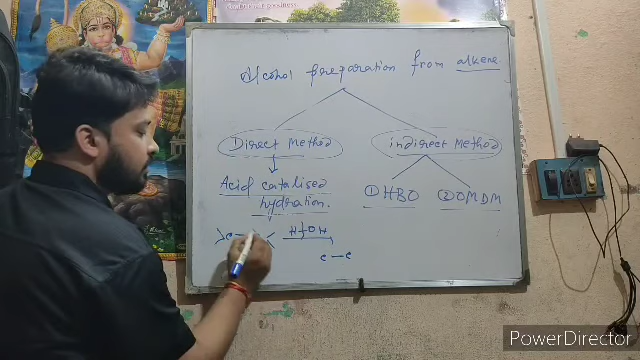 Alcohol preparation from alkene.
Direct Method
indirect Method
Acid catalised
hydration.
① HBO
② OMDM
H OH
C — C
PowerDirector